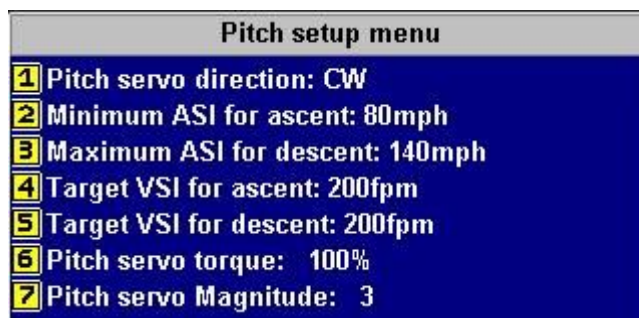 Pitch setup menu
1 Pitch servo direction: CW
2 Minimum ASI for ascent: 80mph
3 Maximum ASI for descent: 140mph
4 Target VSI for ascent: 200fpm
5 Target VSI for descent: 200fpm
6 Pitch servo torque: 100%
7 Pitch servo Magnitude: 3